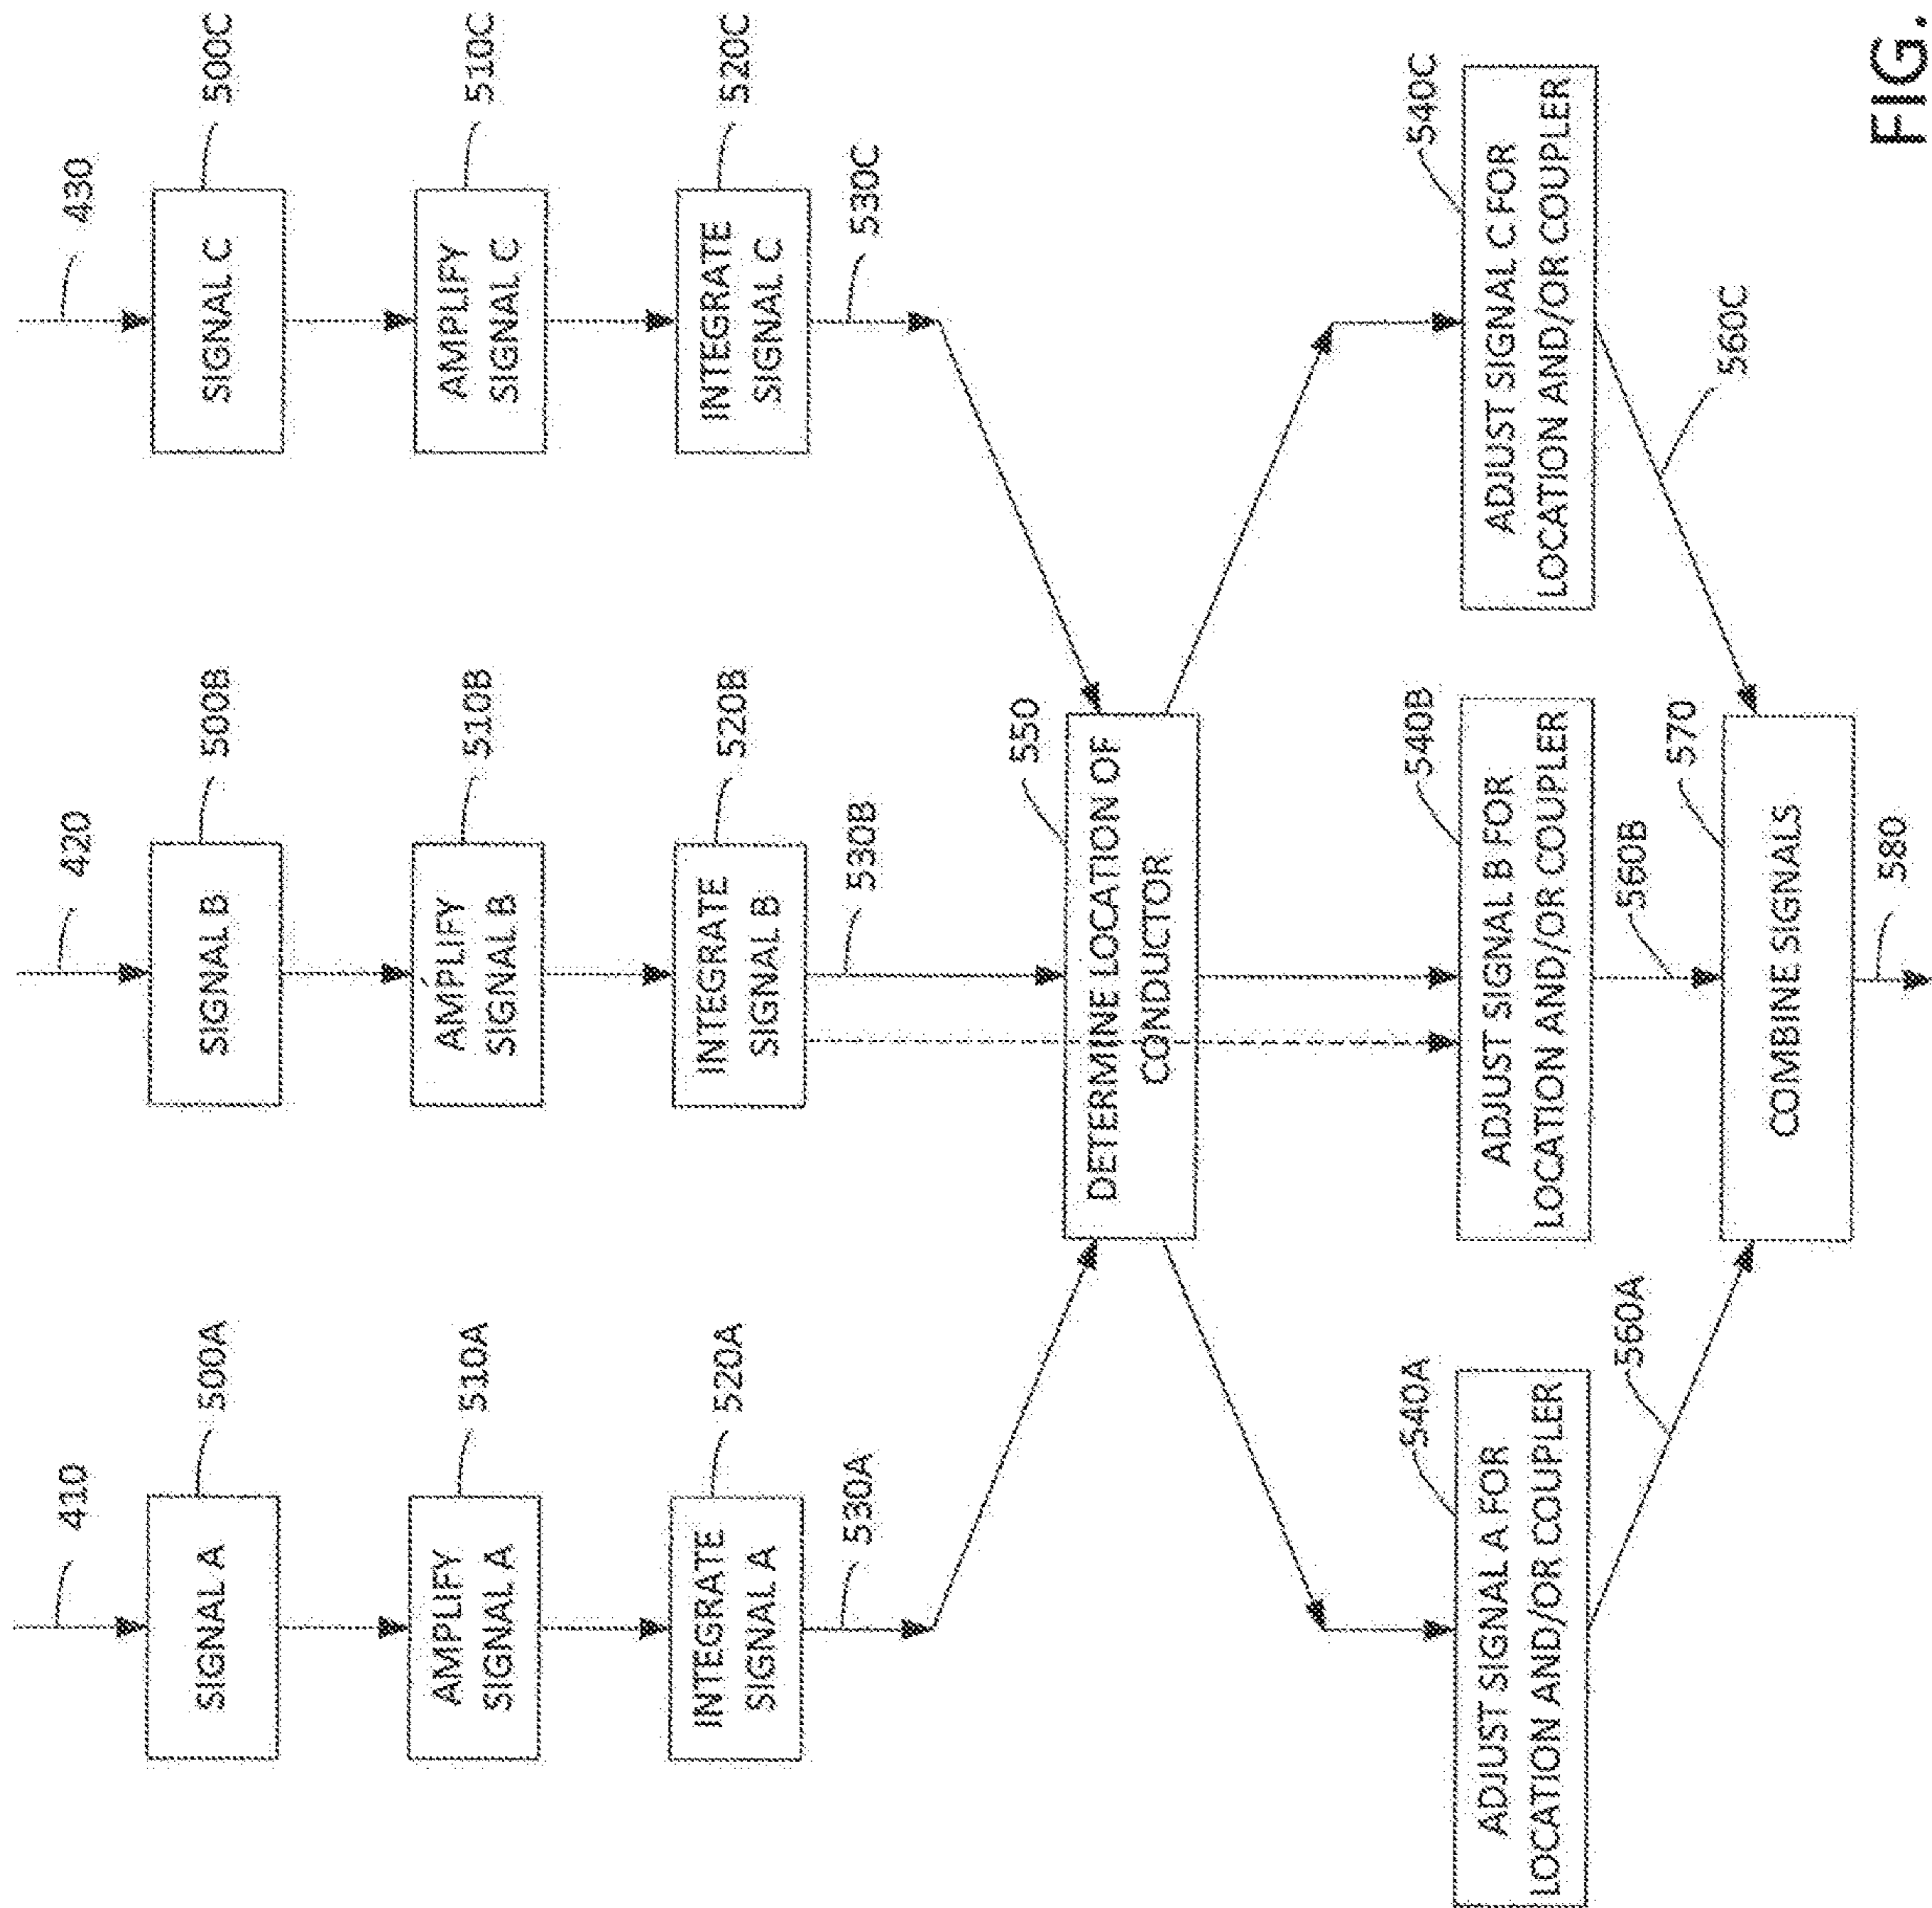 410
420
430
SIGNAL A
500A
SIGNAL B
500B
SIGNAL C
500C
AMPLIFY
SIGNAL A
510A
AMPLIFY
SIGNAL B
510B
AMPLIFY
SIGNAL C
510C
INTEGRATE
SIGNAL A
520A
INTEGRATE
SIGNAL B
520B
INTEGRATE
SIGNAL C
520C
530A
530B
530C
550
DETERMINE LOCATION OF
CONDUCTOR
540A
ADJUST SIGNAL A FOR
LOCATION AND/OR COUPLER
540B
ADJUST SIGNAL B FOR
LOCATION AND/OR COUPLER
540C
ADJUST SIGNAL C FOR
LOCATION AND/OR COUPLER
560A
560B
560C
570
COMBINE SIGNALS
580
FIG.